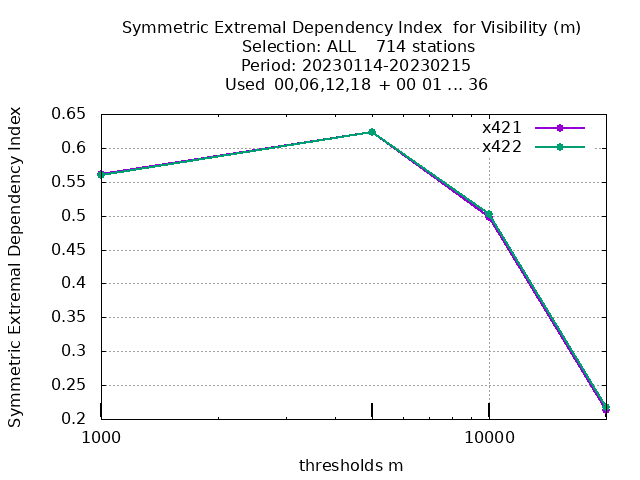 Symmetric Extremal Dependency Index  for Visibility (m)
Selection: ALL    714 stations
Period: 20230114-20230215
Used  00,06,12,18 + 00 01 ... 36
Symmetric Extremal Dependency Index
0.65
0.6
0.55
0.5
0.45
0.4
0.35
0.3
0.25
0.2
x421
x422
1000
10000
thresholds m